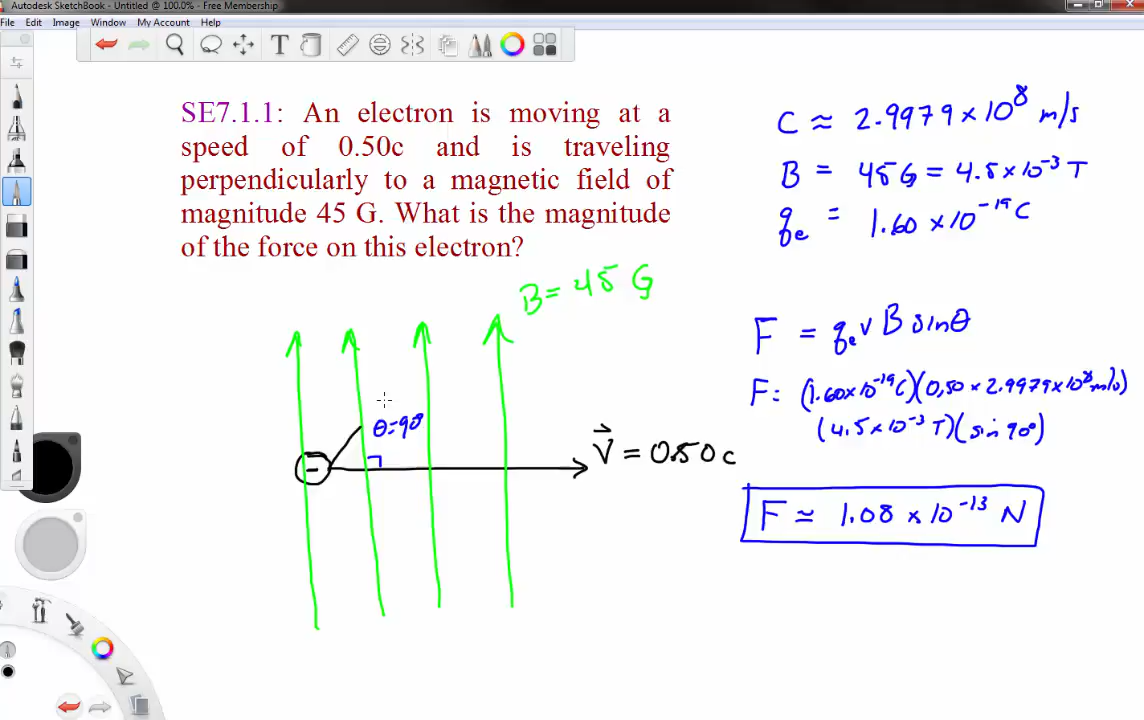 Autodesk SketchBook - Untitled @ 100.0% - Free Membership
File Edit Image Window My Account Help
SE7.1.1: An electron is moving at a
speed of 0.50c and is traveling
perpendicularly to a magnetic field of
magnitude 45 G. What is the magnitude
of the force on this electron?
C ≈ 2.9979 × 10⁸ m/s
B = 45 G = 4.5 × 10⁻³ T
qₑ = 1.60 × 10⁻¹⁹ C
B = 45 G
F = qₑ v B sinθ
F = (1.60 × 10⁻¹⁹ C)(0.50 × 2.9979 × 10⁸ m/s)
(4.5 × 10⁻³ T)(sin 90°)
θ = 90
−
V⃗ = 0.50 c
F ≃ 1.08 × 10⁻¹³ N